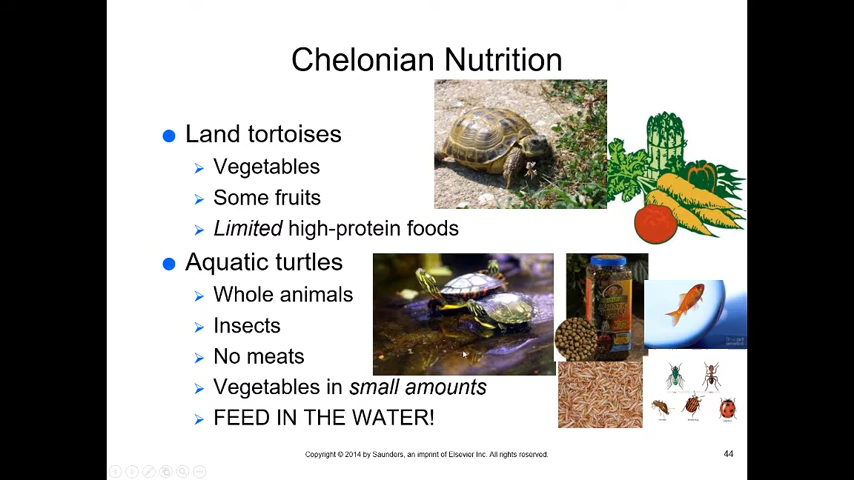 Chelonian Nutrition
Land tortoises
Vegetables
Some fruits
Limited high-protein foods
Aquatic turtles
Whole animals
Insects
No meats
Vegetables in small amounts
FEED IN THE WATER!
Copyright © 2014 by Saunders, an imprint of Elsevier Inc. All rights reserved.
44